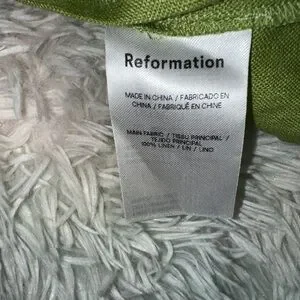 Reformation
MADE IN CHINA / FABRICADO EN
CHINA / FABRIQUÉ EN CHINE
MAIN FABRIC / TISSU PRINCIPAL /
TEJIDO PRINCIPAL
100% LINEN / LIN / LINO